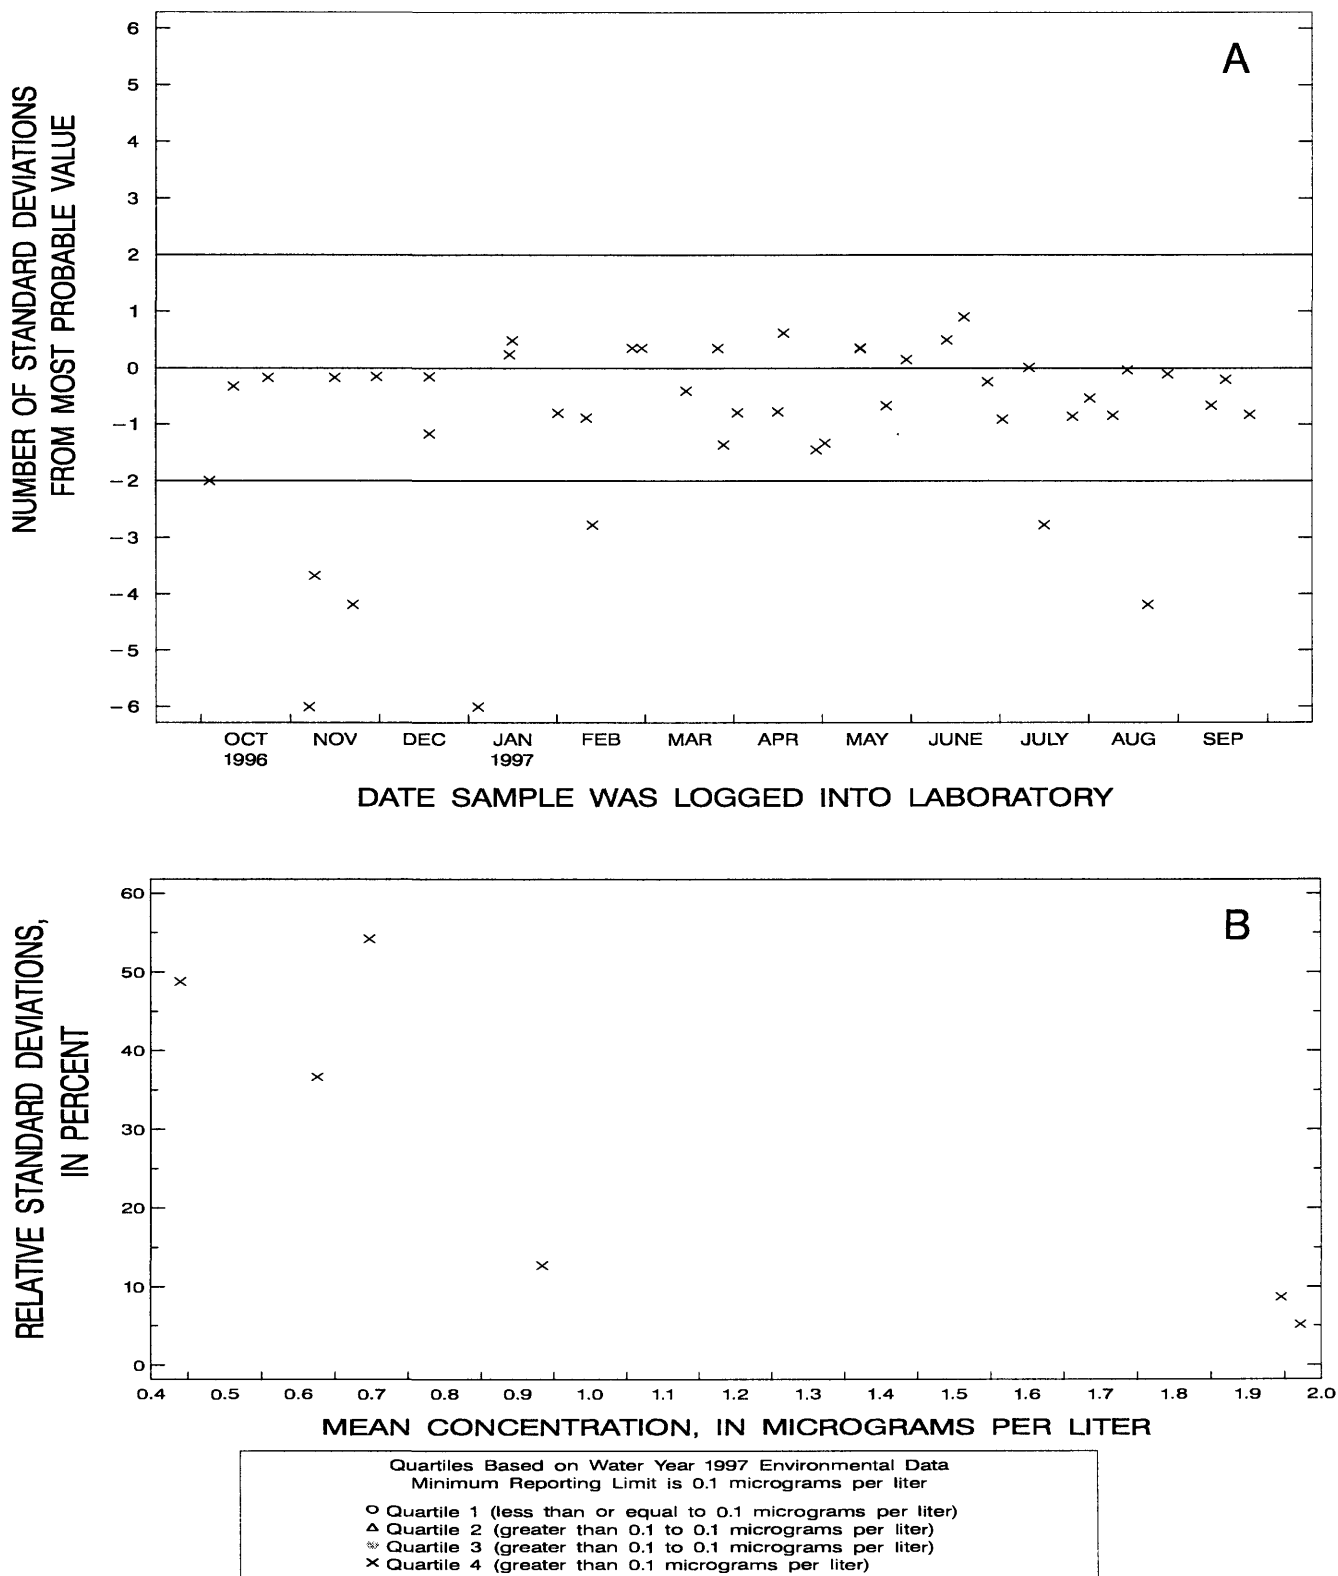 A
NUMBER OF STANDARD DEVIATIONS
FROM MOST PROBABLE VALUE
6
5
4
3
2
1
0
−1
−2
−3
−4
−5
−6
OCT NOV DEC JAN FEB MAR APR MAY JUNE JULY AUG SEP
1996 1997
DATE SAMPLE WAS LOGGED INTO LABORATORY
B
RELATIVE STANDARD DEVIATIONS,
IN PERCENT
60
50
40
30
20
10
0
0.4 0.5 0.6 0.7 0.8 0.9 1.0 1.1 1.2 1.3 1.4 1.5 1.6 1.7 1.8 1.9 2.0
MEAN CONCENTRATION, IN MICROGRAMS PER LITER
Quartiles Based on Water Year 1997 Environmental Data
Minimum Reporting Limit is 0.1 micrograms per liter
Quartile 1 (less than or equal to 0.1 micrograms per liter)
Quartile 2 (greater than 0.1 to 0.1 micrograms per liter)
Quartile 3 (greater than 0.1 to 0.1 micrograms per liter)
Quartile 4 (greater than 0.1 micrograms per liter)